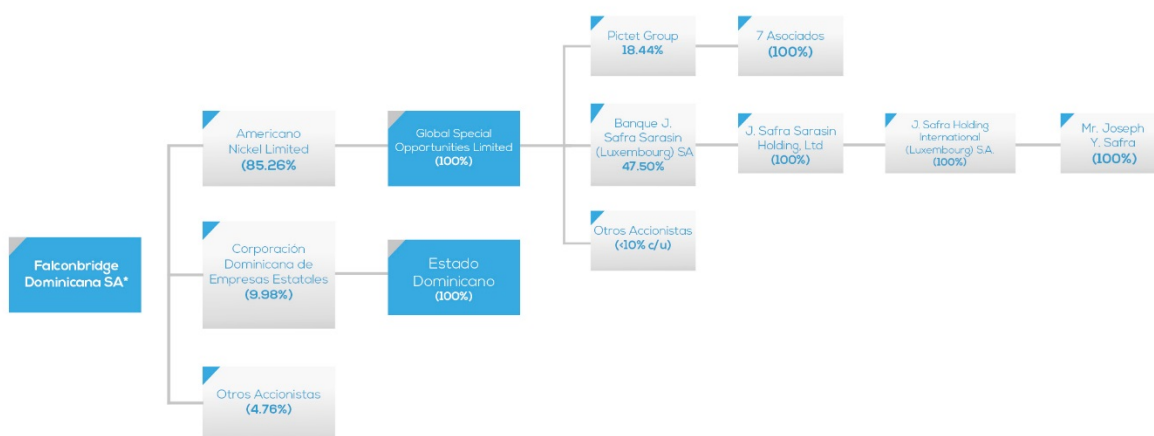 Falconbridge
Dominicana SA*
Americano
Nickel Limited
(85.26%
Global Special
Opportunities Limited
(100%)
Pictet Group
18.44%
7 Asociados
(100%)
Banque J.
Safra Sarasin
(Luxembourg) SA
47.50%
J. Safra Sarasin
Holding, Ltd
(100%)
J. Safra Holding
International
(Luxembourg) S.A.
(100%)
Mr. Joseph
Y. Safra
(100%)
Otros Accionistas
(<10% c/u)
Corporación
Dominicana de
Empresas Estatales
(9.98%)
Estado
Dominicano
(100%)
Otros Accionistas
(4.76%)